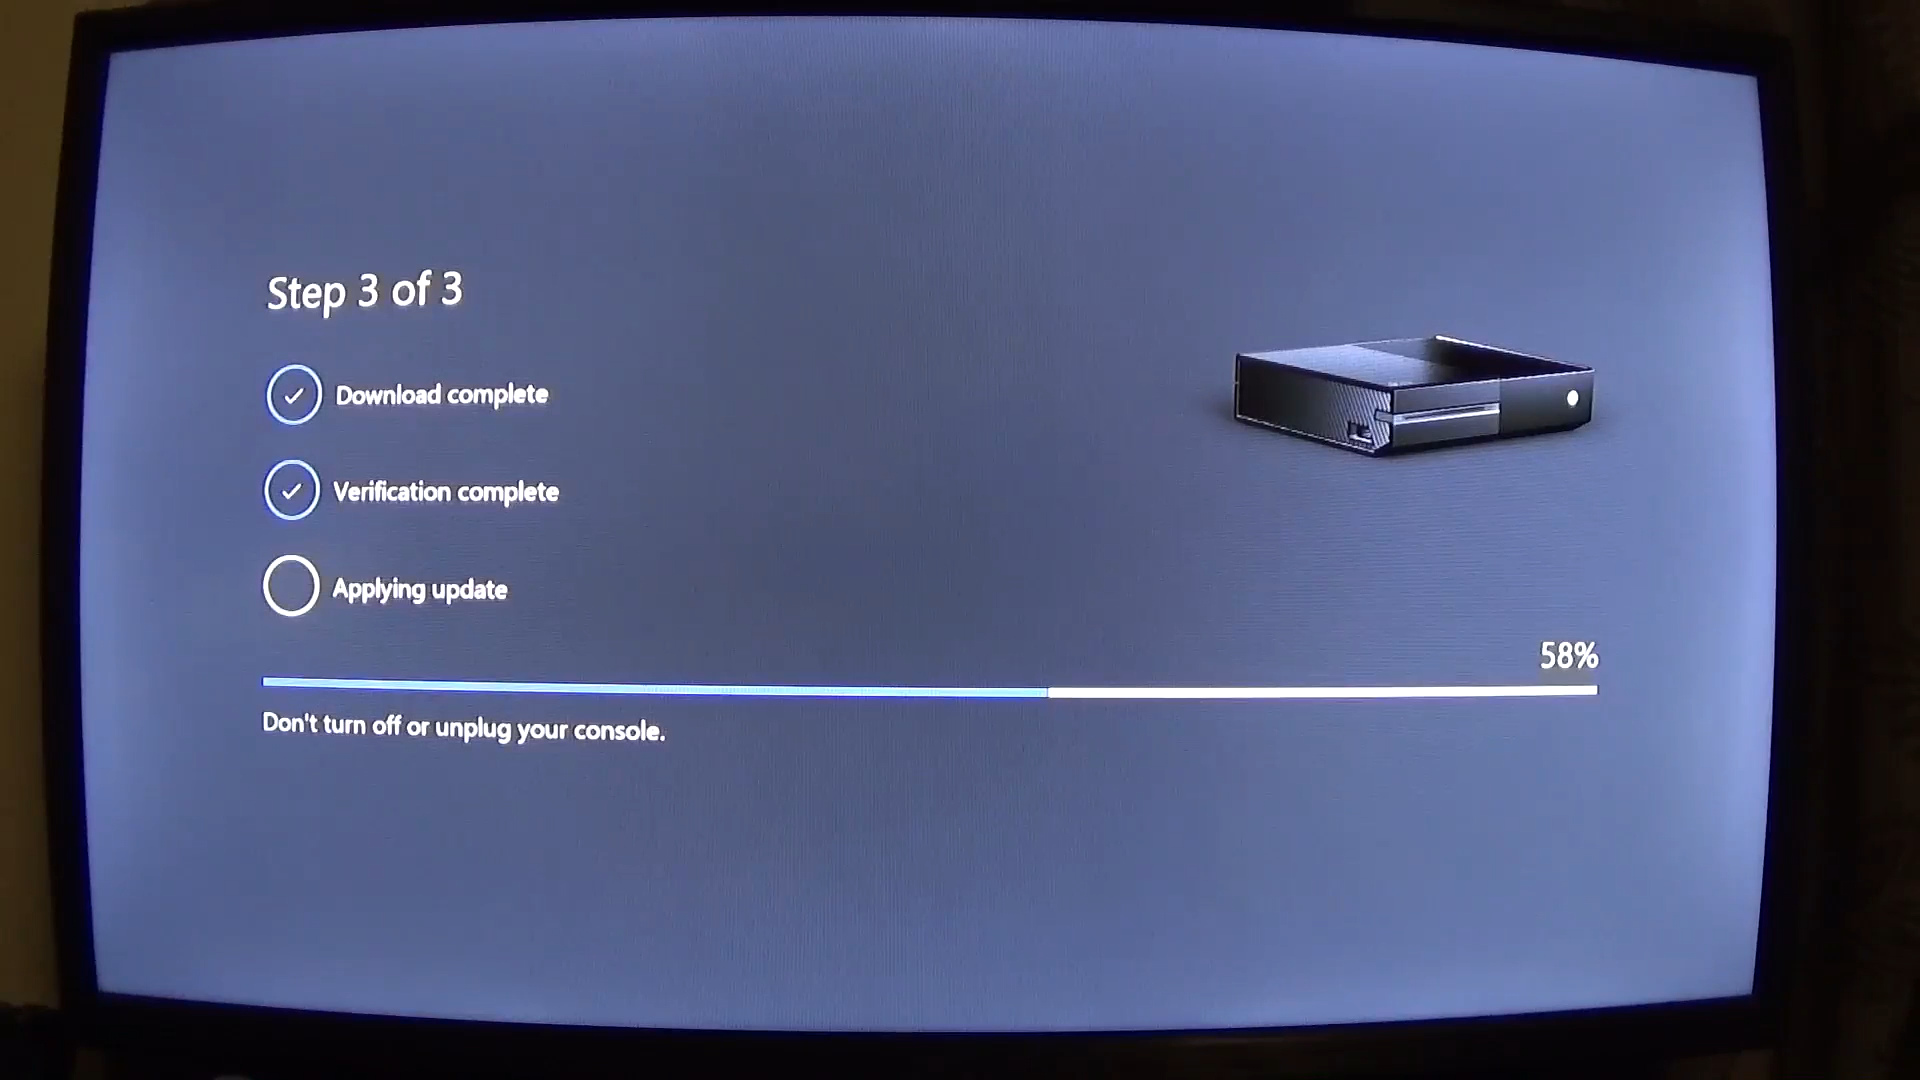 Step 3 of 3
Download complete
Verification complete
Applying update
58%
Don't turn off or unplug your console.